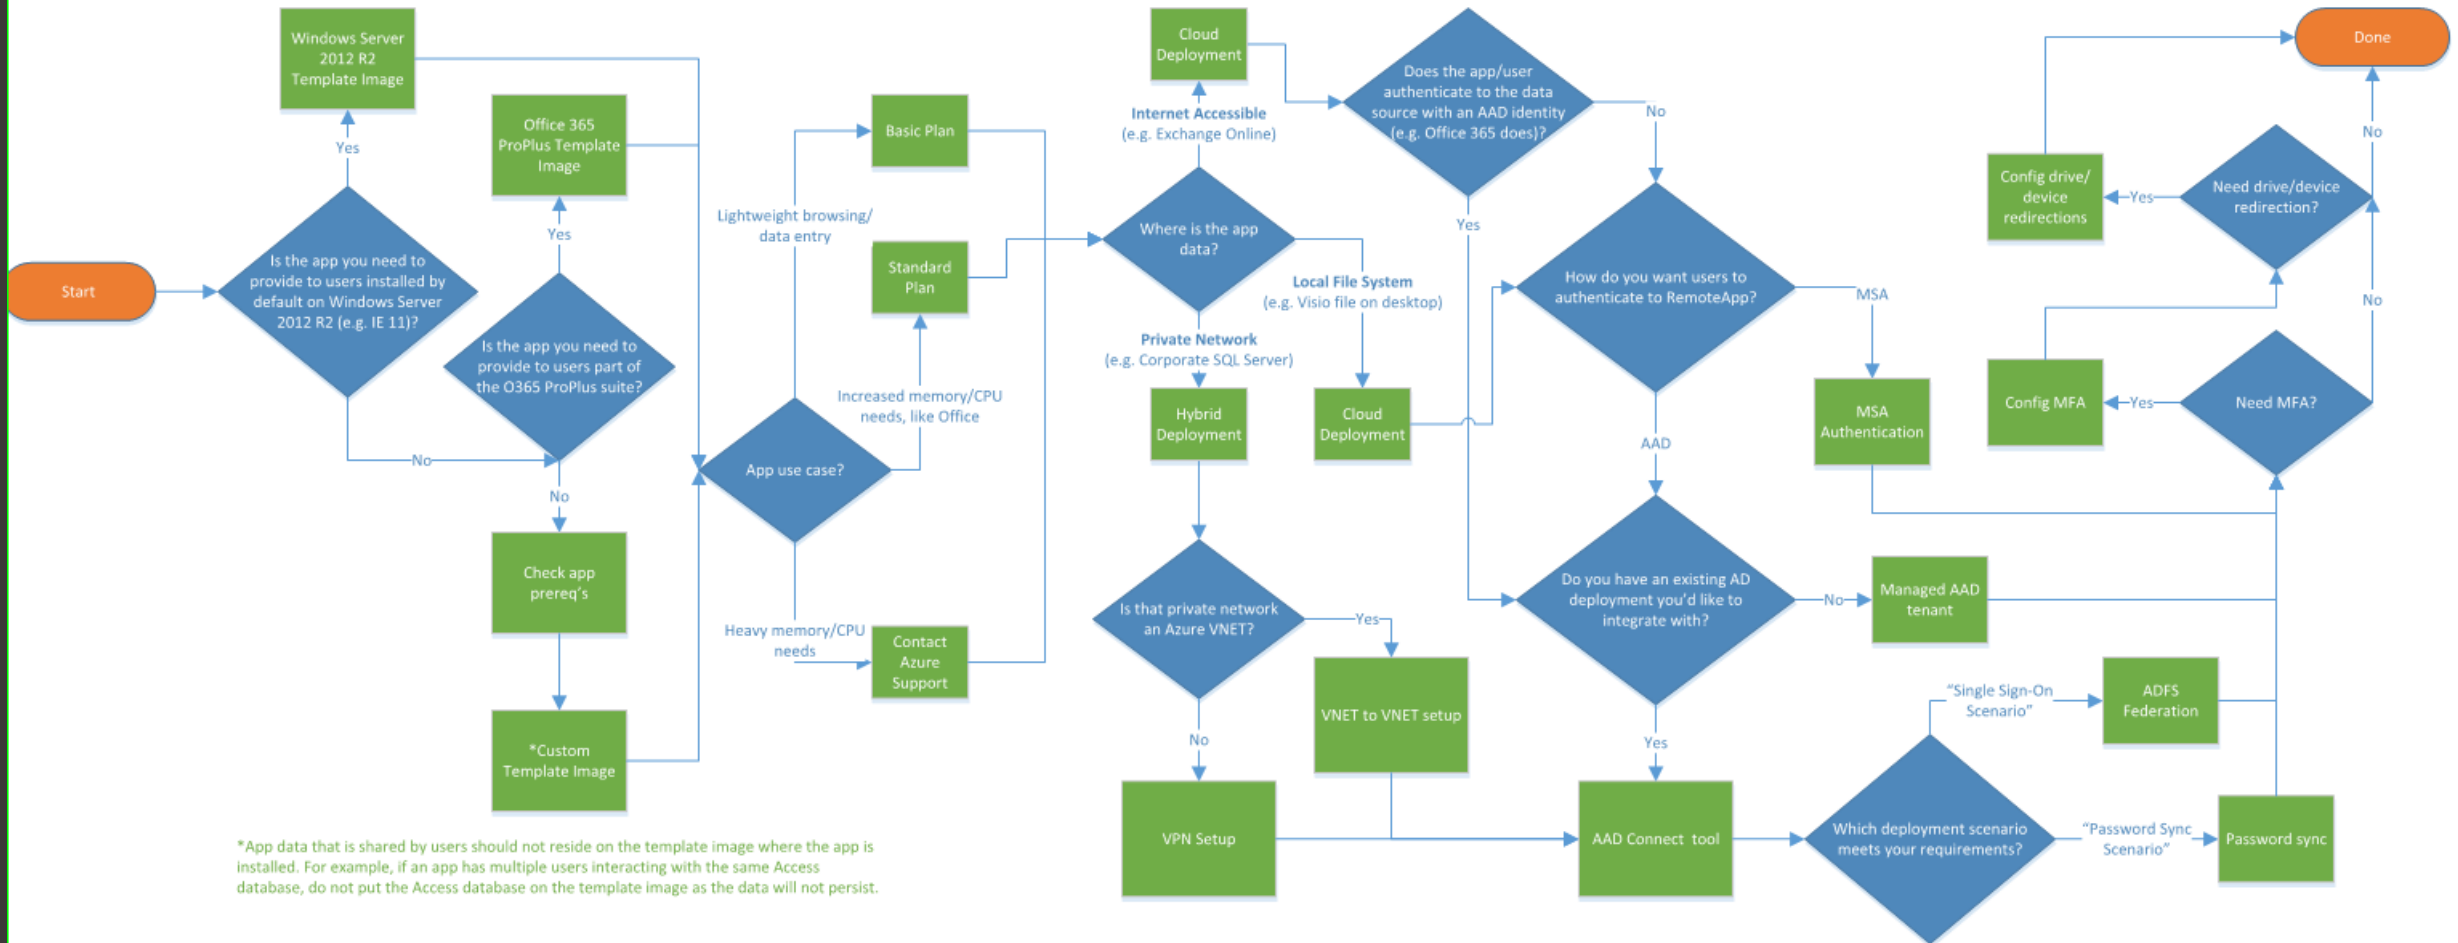 Start
Is the app you need to
provide to users installed by
default on Windows Server
2012 R2 (e.g. IE 11)?
Yes
Windows Server
2012 R2
Template Image
No
Is the app you need to
provide to users part of
the O365 ProPlus suite?
Yes
Office 365
ProPlus Template
Image
No
Check app
prereq's
*Custom
Template Image
*App data that is shared by users should not reside on the template image where the app is
installed. For example, if an app has multiple users interacting with the same Access
database, do not put the Access database on the template image as the data will not persist.
App use case?
Lightweight browsing/
data entry
Basic Plan
Increased memory/CPU
needs, like Office
Standard
Plan
Heavy memory/CPU
needs
Contact
Azure
Support
Where is the app
data?
Internet Accessible
(e.g. Exchange Online)
Cloud
Deployment
Local File System
(e.g. Visio file on desktop)
Cloud
Deployment
Private Network
(e.g. Corporate SQL Server)
Hybrid
Deployment
Is that private network
an Azure VNET?
Yes
VNET to VNET setup
No
VPN Setup
Does the app/user
authenticate to the data
source with an AAD identity
(e.g. Office 365 does)?
No
Yes
How do you want users to
authenticate to RemoteApp?
MSA
MSA
Authentication
AAD
Do you have an existing AD
deployment you'd like to
integrate with?
No
Managed AAD
tenant
Yes
AAD Connect tool
Which deployment scenario
meets your requirements?
"Single Sign-On
Scenario"
ADFS
Federation
"Password Sync
Scenario"
Password sync
Need MFA?
Yes
Config MFA
No
Need drive/device
redirection?
Yes
Config drive/
device
redirections
No
Done